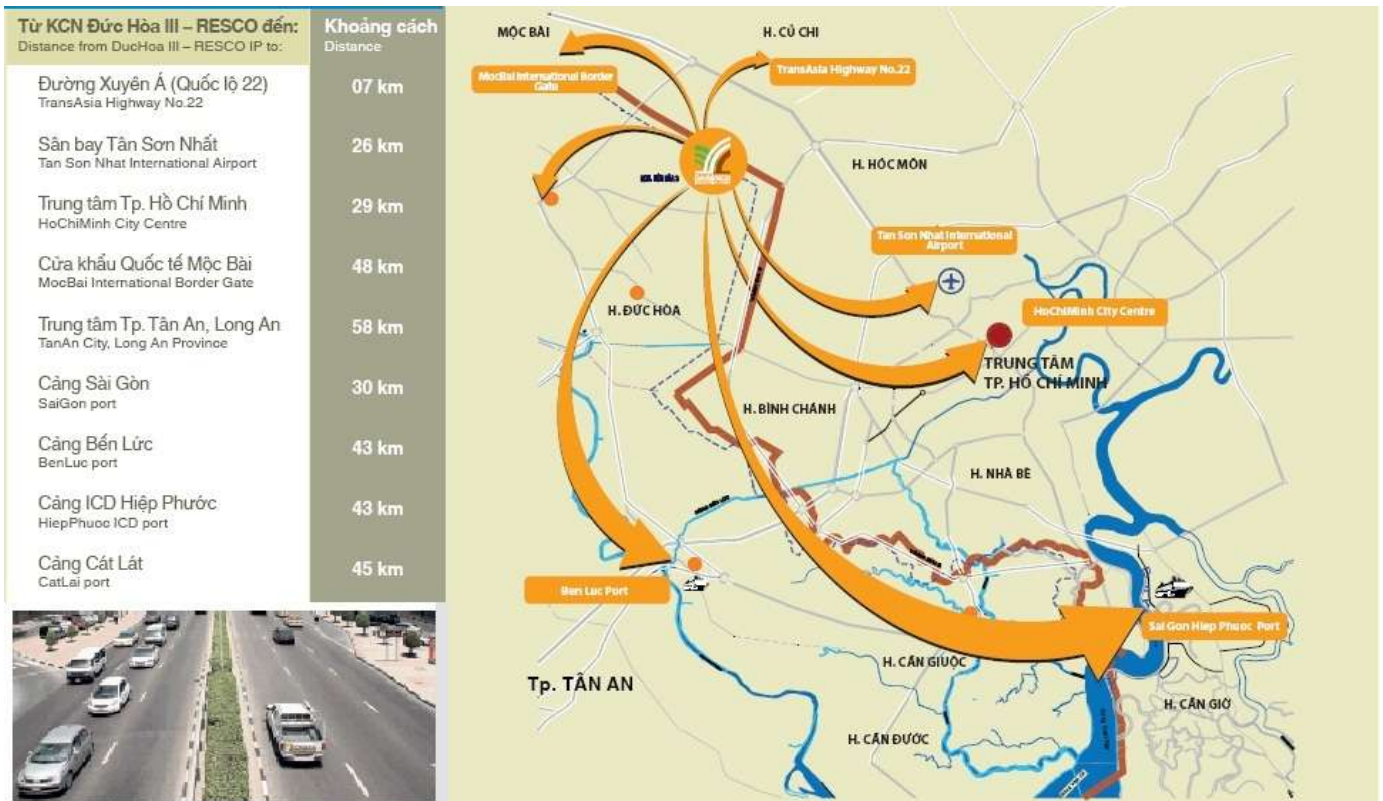 Từ KCN Đức Hòa III – RESCO đến:
Distance from DucHoa III – RESCO IP to:
Khoảng cách
Distance
Đường Xuyên Á (Quốc lộ 22)
TransAsia Highway No.22
07 km
Sân bay Tân Sơn Nhất
Tan Son Nhat International Airport
26 km
Trung tâm Tp. Hồ Chí Minh
HoChiMinh City Centre
29 km
Cửa khẩu Quốc tế Mộc Bài
MocBai International Border Gate
48 km
Trung tâm Tp. Tân An, Long An
TanAn City, Long An Province
58 km
Cảng Sài Gòn
SaiGon port
30 km
Cảng Bến Lức
BenLuc port
43 km
Cảng ICD Hiệp Phước
HiepPhuoc ICD port
43 km
Cảng Cát Lát
CatLai port
45 km
MỘC BÀI
H. CỦ CHI
MocBai International Border
Gate
TransAsia Highway No.22
H. HÓC MÔN
Tan Son Nhat International
Airport
H. ĐỨC HÒA
HoChiMinh City Centre
TRUNG TÂM
TP. HỒ CHÍ MINH
H. BÌNH CHÁNH
H. NHÀ BÈ
Ben Luc Port
Sai Gon Hiep Phuoc Port
H. CẦN GIUỘC
Tp. TÂN AN
H. CẦN GIỜ
H. CẦN ĐƯỚC